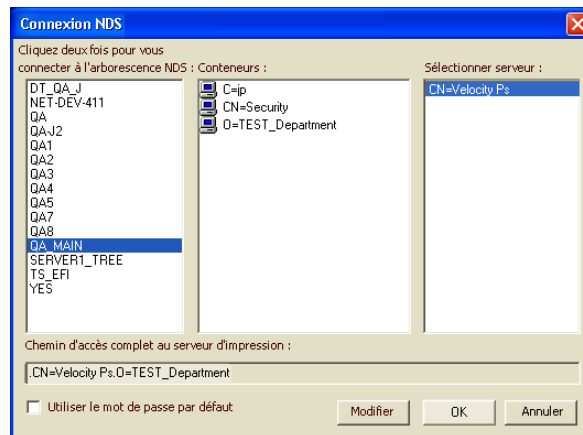 Connexion NDS
Cliquez deux fois pour vous
connecter à l'arborescence NDS : Conteneurs : Sélectionner serveur :
DT_QA_J
NET-DEV-411
QA
QA-J2
QA1
QA2
QA3
QA4
QA5
QA7
QA8
QA_MAIN
SERVER1_TREE
TS_EFI
YES
C=jp
CN=Security
O=TEST_Department
CN=Velocity Ps
Chemin d'accès complet au serveur d'impression :
.CN=Velocity Ps.O=TEST_Department
Utiliser le mot de passe par défaut
Modifier
OK
Annuler